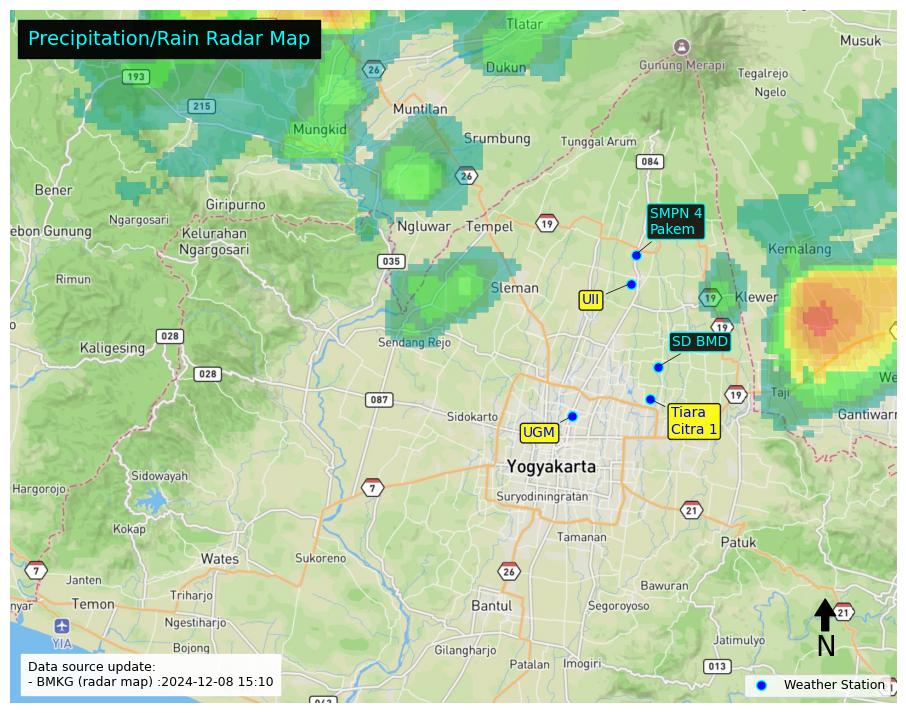 Precipitation/Rain Radar Map
Tlatar
Musuk
26
193
Dukun
Gunung Merapi
Tegalrejo
Ngelo
215
Muntilan
Mungkid
Srumbung
Tunggal Arum
084
26
Bener
Giripurno
Ngargosari
SMPN 4
Pakem
ebon Gunung
Kelurahan
Ngargosari
Ngluwar
Tempel
19
Kemalang
035
Rimun
Sleman
UII
19
Klewer
19
028
Sendang Rejo
SD BMD
Kaligesing
028
We
Taji
087
19
Sidokarto
Tiara
Citra 1
Gantiwarn
UGM
Yogyakarta
Sidowayah
Hargorojo
7
Suryodiningratan
21
Kokap
Tamanan
Patuk
Wates
Sukoreno
7
26
Janten
Bawuran
nyar
Temon
Triharjo
Bantul
Segoroyoso
21
Ngestiharjo
YIA
N
Bojong
Gilangharjo
Jatimulyo
Patalan
Imogiri
013
Data source update:
- BMKG (radar map) :2024-12-08 15:10
Weather Station